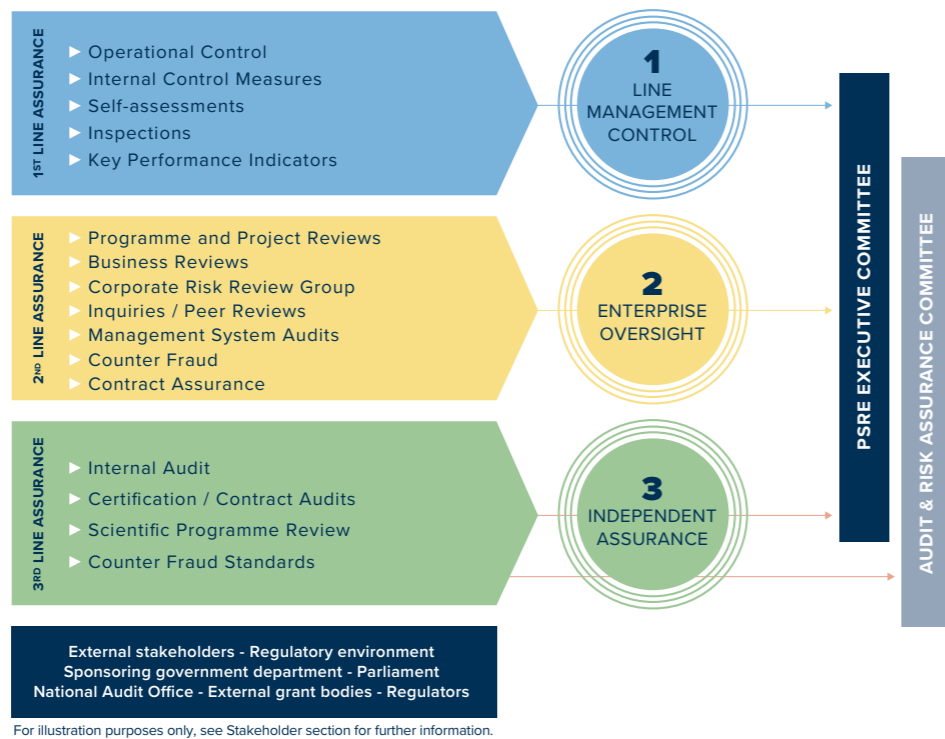 1ST LINE ASSURANCE
Operational Control
Internal Control Measures
Self-assessments
Inspections
Key Performance Indicators
1
LINE
MANAGEMENT
CONTROL
2ND LINE ASSURANCE
Programme and Project Reviews
Business Reviews
Corporate Risk Review Group
Inquiries / Peer Reviews
Management System Audits
Counter Fraud
Contract Assurance
2
ENTERPRISE
OVERSIGHT
3RD LINE ASSURANCE
Internal Audit
Certification / Contract Audits
Scientific Programme Review
Counter Fraud Standards
3
INDEPENDENT
ASSURANCE
PSRE EXECUTIVE COMMITTEE
AUDIT & RISK ASSURANCE COMMITTEE
External stakeholders - Regulatory environment
Sponsoring government department - Parliament
National Audit Office - External grant bodies - Regulators
For illustration purposes only, see Stakeholder section for further information.